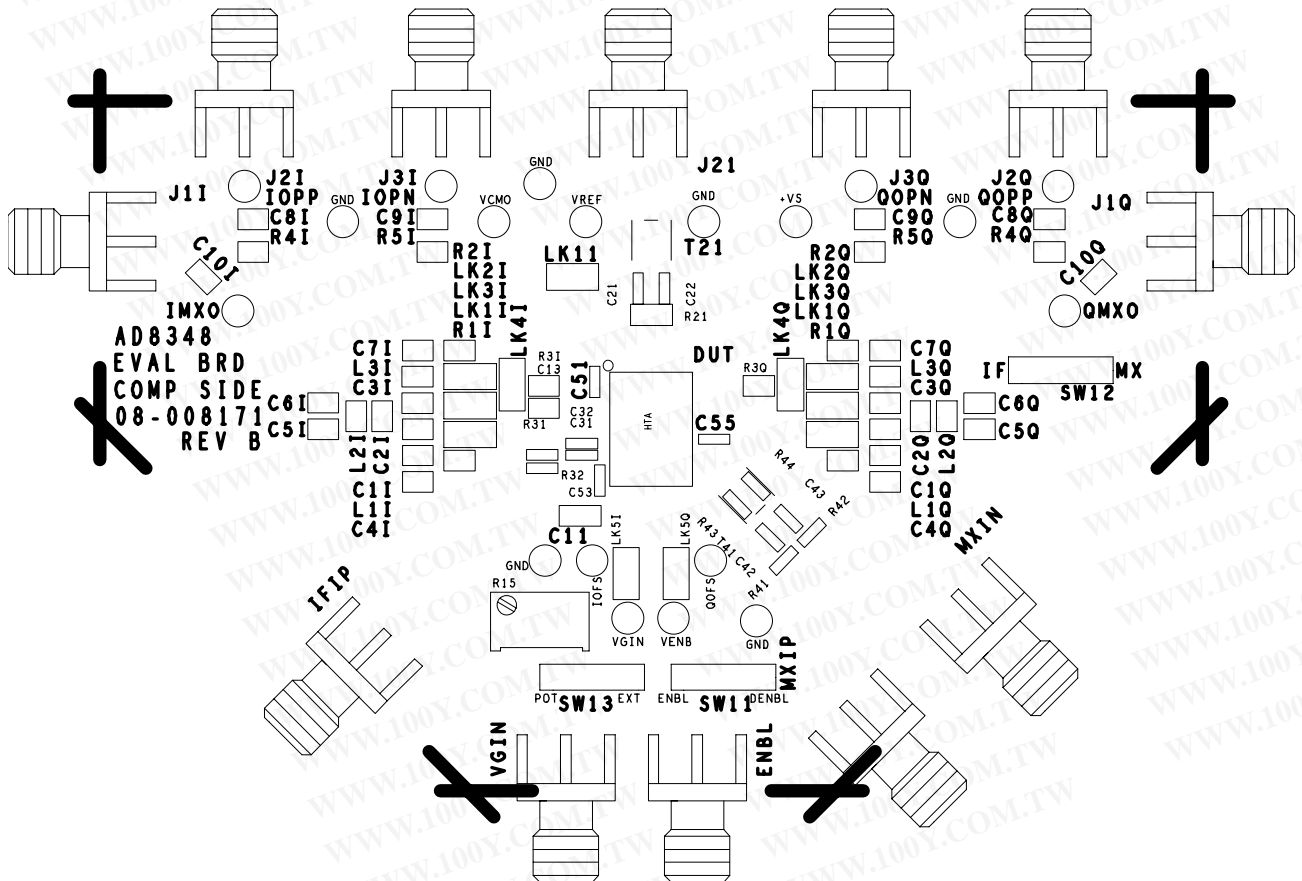 J21
J2I
IOPP
C8I
R4I
J3I
IOPN
C9I
R5I
J3Q
QOPN
C9Q
R5Q
J2Q
QOPP
C8Q
R4Q
J1I
J1Q
GND
GND
VCMO
VREF
GND
+VS
GND
T21
C10I
C10Q
IMXO
QMXO
R2I
LK2I
LK3I
LK1I
R1I
LK11
C21
C22
R21
R2Q
LK2Q
LK3Q
LK1Q
R1Q
LK4I
LK4Q
AD8348
EVAL BRD
COMP SIDE
08-008171
REV B
C7I
L3I
C3I
C6I
C5I
L2I
C2I
C1I
L1I
C4I
R3I
C13
C51
R31
C32
C31
R32
C53
HTA
DUT
R3Q
C55
C7Q
L3Q
C3Q
IF
MX
SW12
C6Q
C5Q
C2Q
L2Q
C1Q
L1Q
C4Q
R44
C43
R42
R43
T41
C42
R41
C11
LK5I
LK5Q
GND
IOFS
QOFS
R15
VGIN
VENB
GND
IFIP
MXIN
MXIP
POT
SW13
EXT
ENBL
SW11
DENBL
VGIN
ENBL
WWW.100Y.COM.TW